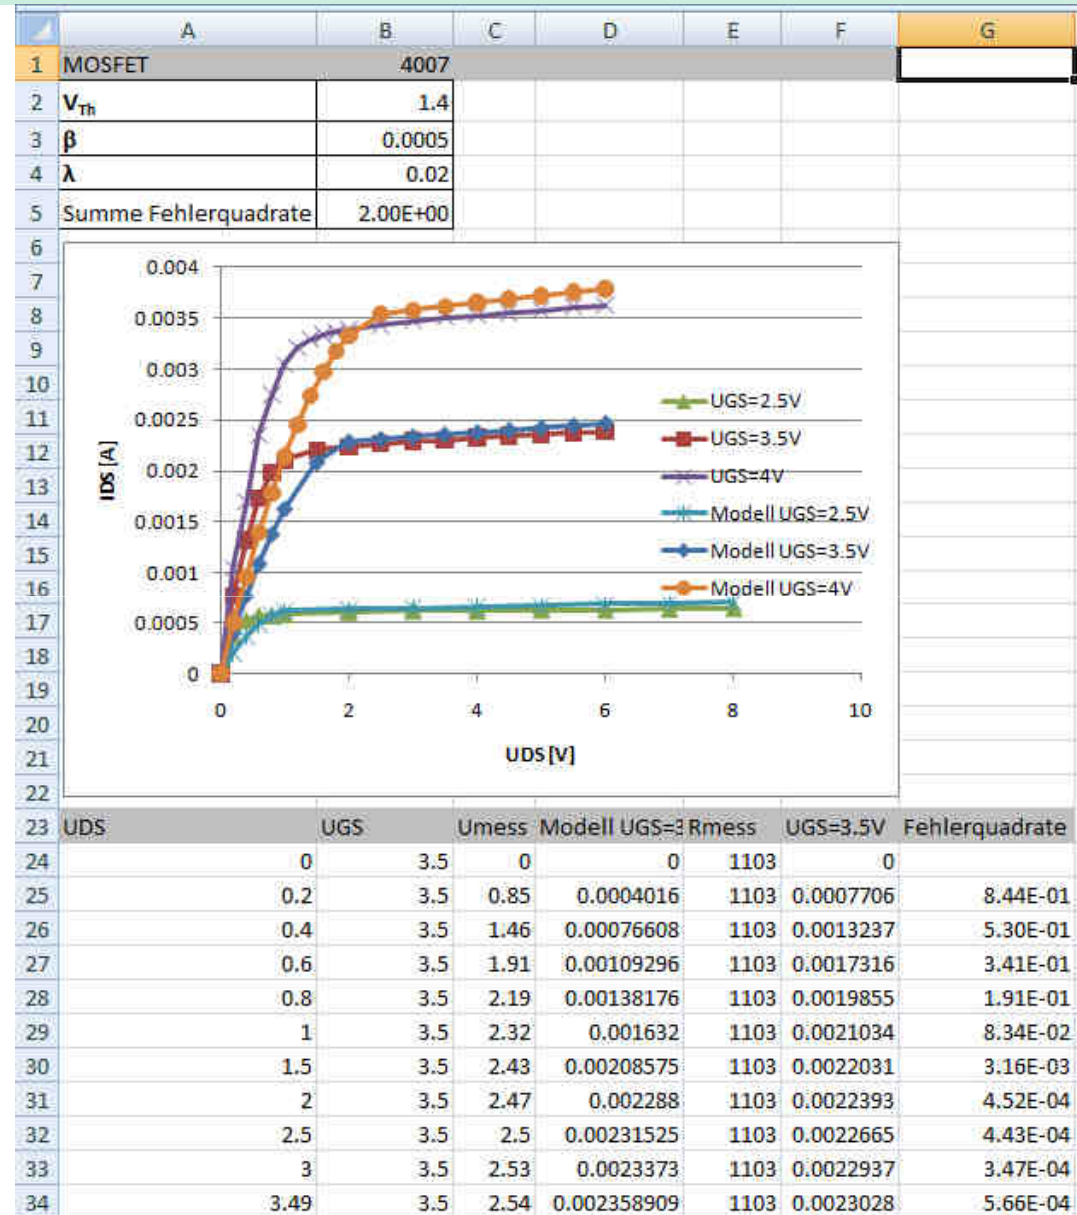 A B C D E F G
1 MOSFET 4007
2 VTh 1.4
3 β 0.0005
4 λ 0.02
5 Summe Fehlerquadrate 2.00E+00
6
7
8
9
10
11
12
13
14
15
16
17
18
19
20
21
22
0.004
0.0035
0.003
0.0025
0.002
0.0015
0.001
0.0005
0
IDS [A]
UGS=2.5V
UGS=3.5V
UGS=4V
Modell UGS=2.5V
Modell UGS=3.5V
Modell UGS=4V
0 2 4 6 8 10
UDS [V]
23 UDS UGS Umess Modell UGS=3 Rmess UGS=3.5V Fehlerquadrate
24 0 3.5 0 0 1103 0
25 0.2 3.5 0.85 0.0004016 1103 0.0007706 8.44E-01
26 0.4 3.5 1.46 0.00076608 1103 0.0013237 5.30E-01
27 0.6 3.5 1.91 0.00109296 1103 0.0017316 3.41E-01
28 0.8 3.5 2.19 0.00138176 1103 0.0019855 1.91E-01
29 1 3.5 2.32 0.001632 1103 0.0021034 8.34E-02
30 1.5 3.5 2.43 0.00208575 1103 0.0022031 3.16E-03
31 2 3.5 2.47 0.002288 1103 0.0022393 4.52E-04
32 2.5 3.5 2.5 0.00231525 1103 0.0022665 4.43E-04
33 3 3.5 2.53 0.0023373 1103 0.0022937 3.47E-04
34 3.49 3.5 2.54 0.002358909 1103 0.0023028 5.66E-04